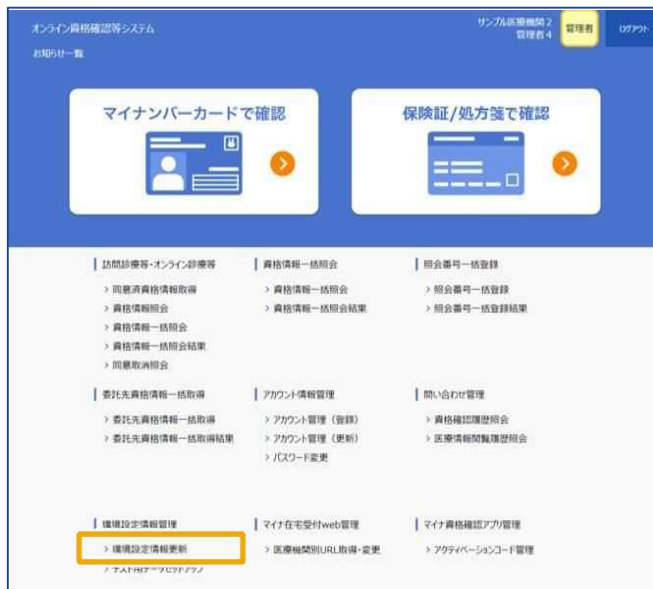 オンライン資格確認等システム
サンプル医療機関2
管理者4
管理者
ログアウト
お知らせ一覧
マイナンバーカードで確認
保険証/処方箋で確認
訪問診療等・オンライン診療等
> 同意済資格情報取得
> 資格情報照会
> 資格情報一括照会
> 資格情報一括照会結果
> 同意取消照会
資格情報一括照会
> 資格情報一括照会
> 資格情報一括照会結果
照会番号一括登録
> 照会番号一括登録
> 照会番号一括登録結果
委託先資格情報一括取得
> 委託先資格情報一括取得
> 委託先資格情報一括取得結果
アカウント情報管理
> アカウント管理（登録）
> アカウント管理（更新）
> パスワード変更
問い合わせ管理
> 資格確認履歴照会
> 医療情報閲覧履歴照会
環境設定情報管理
> 環境設定情報更新
> テスト用データセットアップ
マイナ在宅受付web管理
> 医療機関別URL取得・変更
マイナ資格確認アプリ管理
> アクティベーションコード管理